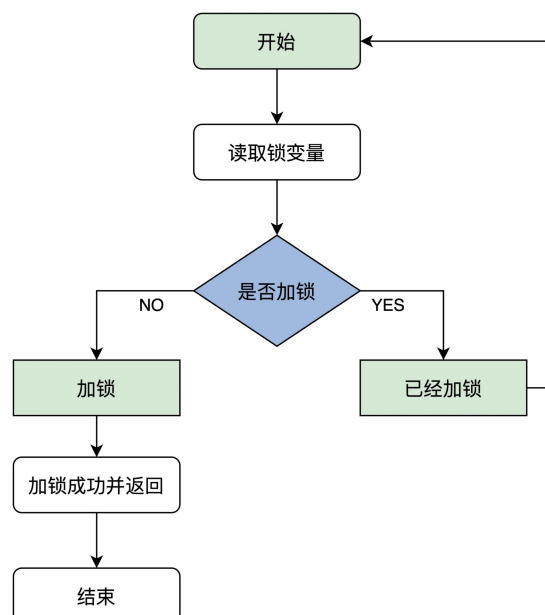 开始
读取锁变量
是否加锁
NO
YES
加锁
已经加锁
加锁成功并返回
结束